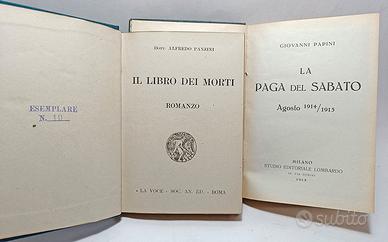 ESEMPLARE
N. 10
ALFREDO PANZINI
IL LIBRO DEI MORTI
ROMANZO
"LA VOCE" - SOC. AN. ED. - ROMA
GIOVANNI PAPINI
LA
PAGA DEL SABATO
Agosto 1914/1915
MILANO
STUDIO EDITORIALE LOMBARDO
1915
subito